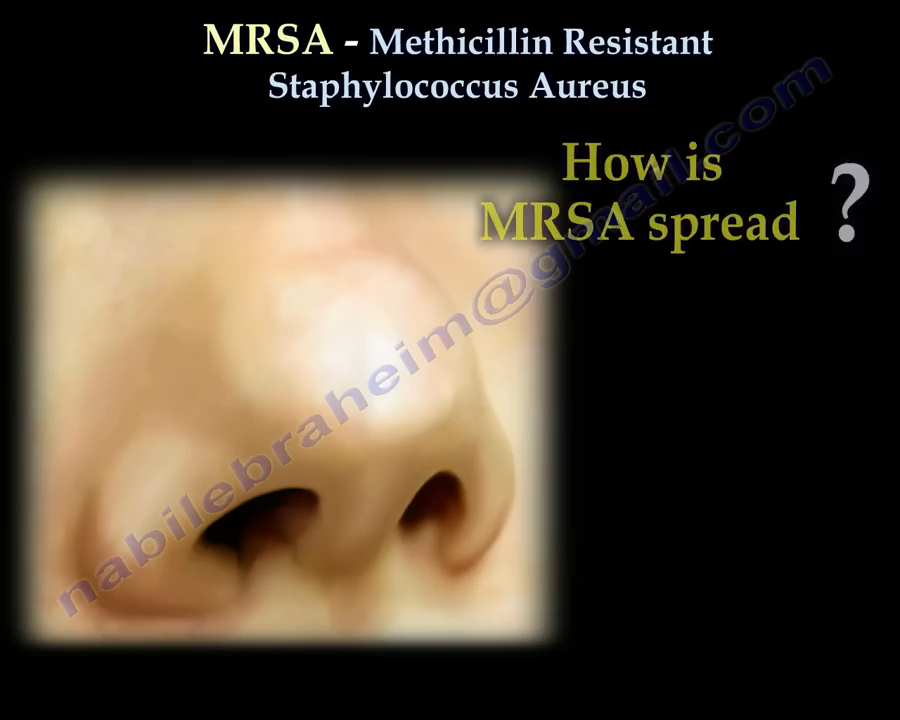 MRSA - Methicillin Resistant
Staphylococcus Aureus
How is
MRSA spread ?
nabilebraheim@gmail.com